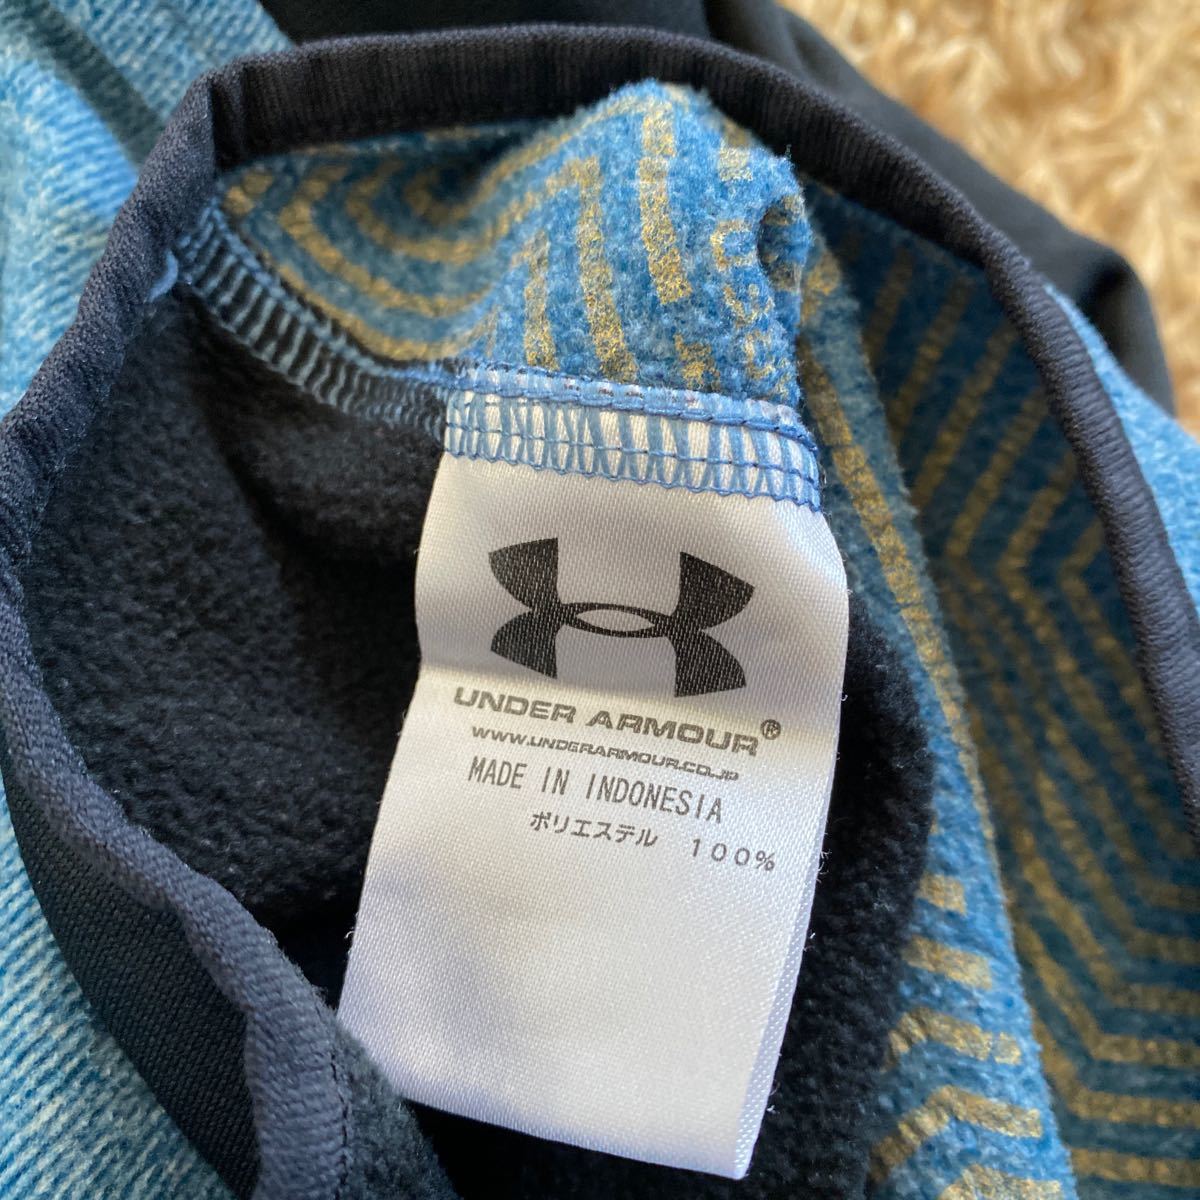 UNDER ARMOUR®
WWW.UNDERARMOUR.CO.JP
MADE IN INDONESIA
ポリエステル 100%